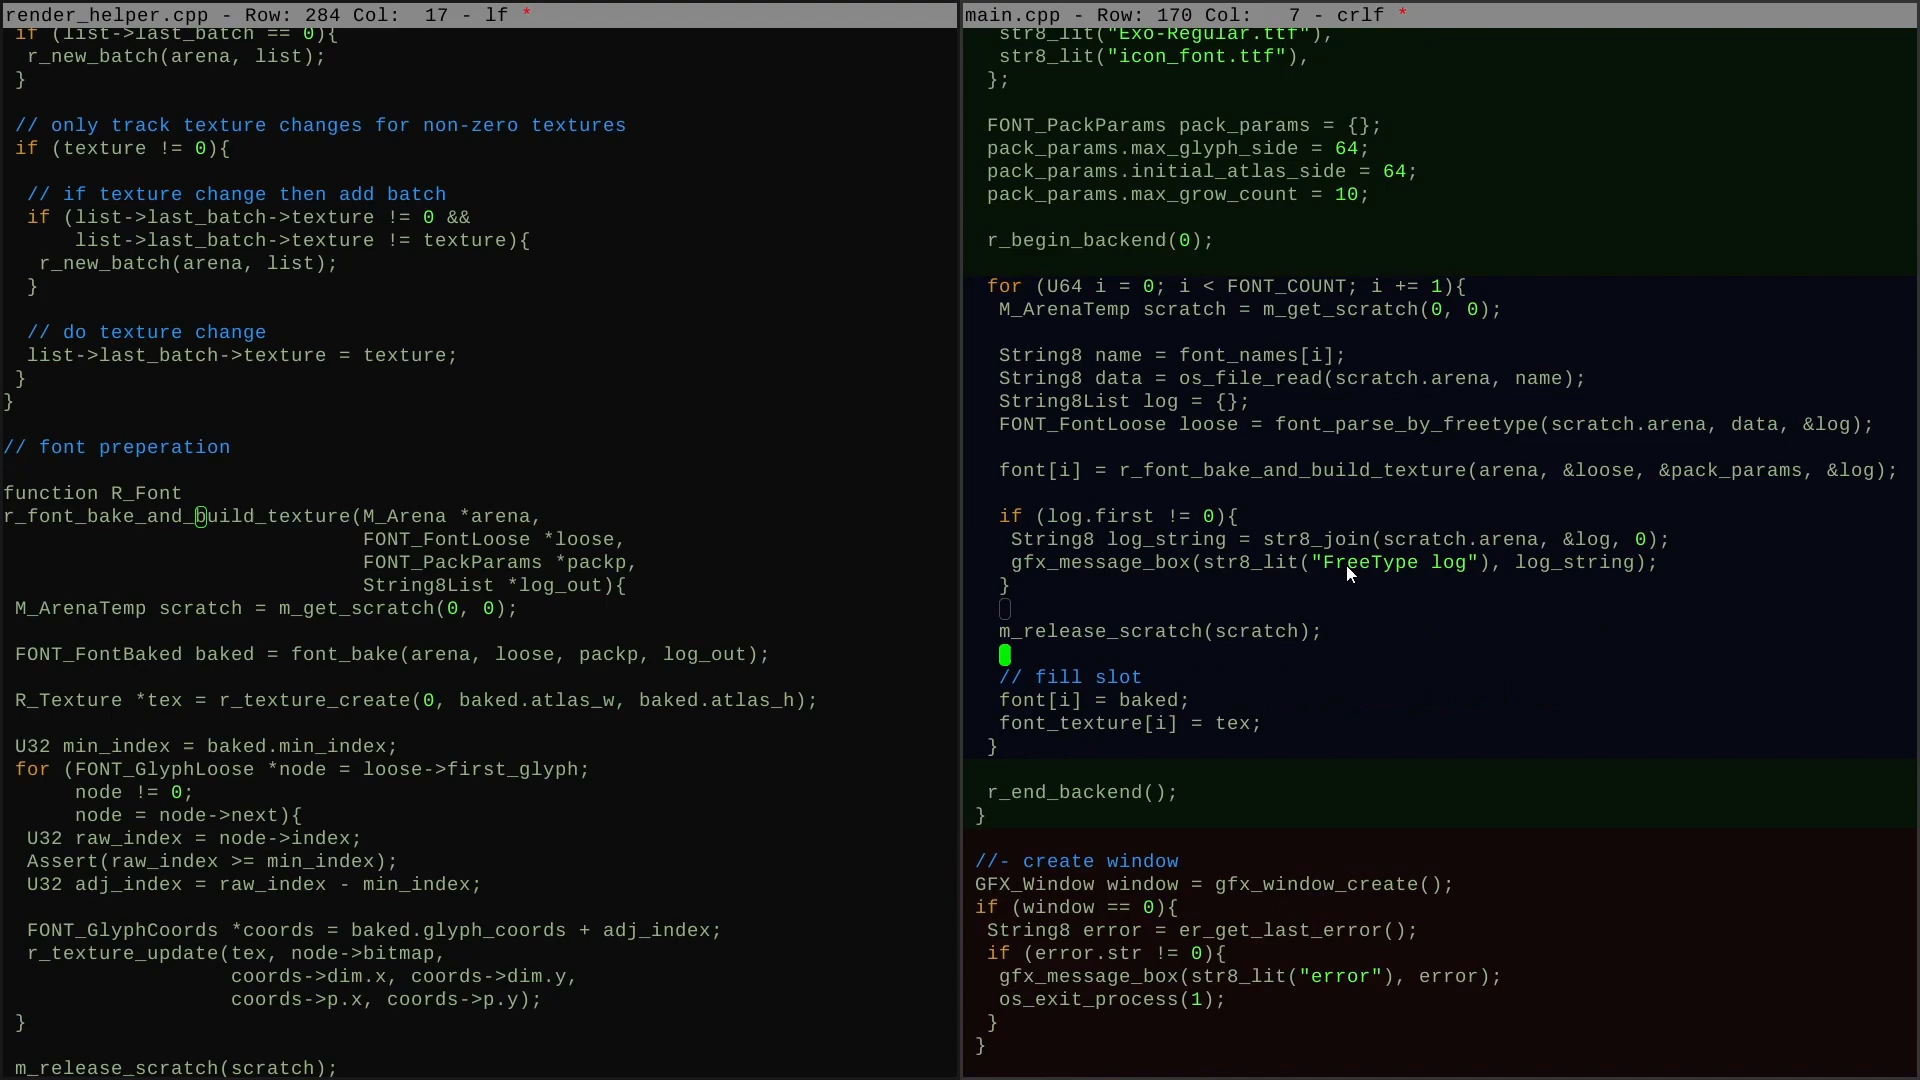 render_helper.cpp - Row: 284 Col:  17 - lf *
if (list->last_batch == 0){
r_new_batch(arena, list);
}
// only track texture changes for non-zero textures
if (texture != 0){
// if texture change then add batch
if (list->last_batch->texture != 0 &&
list->last_batch->texture != texture){
r_new_batch(arena, list);
}
// do texture change
list->last_batch->texture = texture;
}
}
// font preperation
function R_Font
r_font_bake_and_build_texture(M_Arena *arena,
FONT_FontLoose *loose,
FONT_PackParams *packp,
String8List *log_out){
M_ArenaTemp scratch = m_get_scratch(0, 0);
FONT_FontBaked baked = font_bake(arena, loose, packp, log_out);
R_Texture *tex = r_texture_create(0, baked.atlas_w, baked.atlas_h);
U32 min_index = baked.min_index;
for (FONT_GlyphLoose *node = loose->first_glyph;
node != 0;
node = node->next){
U32 raw_index = node->index;
Assert(raw_index >= min_index);
U32 adj_index = raw_index - min_index;
FONT_GlyphCoords *coords = baked.glyph_coords + adj_index;
r_texture_update(tex, node->bitmap,
coords->dim.x, coords->dim.y,
coords->p.x, coords->p.y);
}
m_release_scratch(scratch);
main.cpp - Row: 170 Col:   7 - crlf *
str8_lit("Exo-Regular.ttf"),
str8_lit("icon_font.ttf"),
};
FONT_PackParams pack_params = {};
pack_params.max_glyph_side = 64;
pack_params.initial_atlas_side = 64;
pack_params.max_grow_count = 10;
r_begin_backend(0);
for (U64 i = 0; i < FONT_COUNT; i += 1){
M_ArenaTemp scratch = m_get_scratch(0, 0);
String8 name = font_names[i];
String8 data = os_file_read(scratch.arena, name);
String8List log = {};
FONT_FontLoose loose = font_parse_by_freetype(scratch.arena, data, &log);
font[i] = r_font_bake_and_build_texture(arena, &loose, &pack_params, &log);
if (log.first != 0){
String8 log_string = str8_join(scratch.arena, &log, 0);
gfx_message_box(str8_lit("FreeType log"), log_string);
}
m_release_scratch(scratch);
// fill slot
font[i] = baked;
font_texture[i] = tex;
}
r_end_backend();
}
//- create window
GFX_Window window = gfx_window_create();
if (window == 0){
String8 error = er_get_last_error();
if (error.str != 0){
gfx_message_box(str8_lit("error"), error);
os_exit_process(1);
}
}